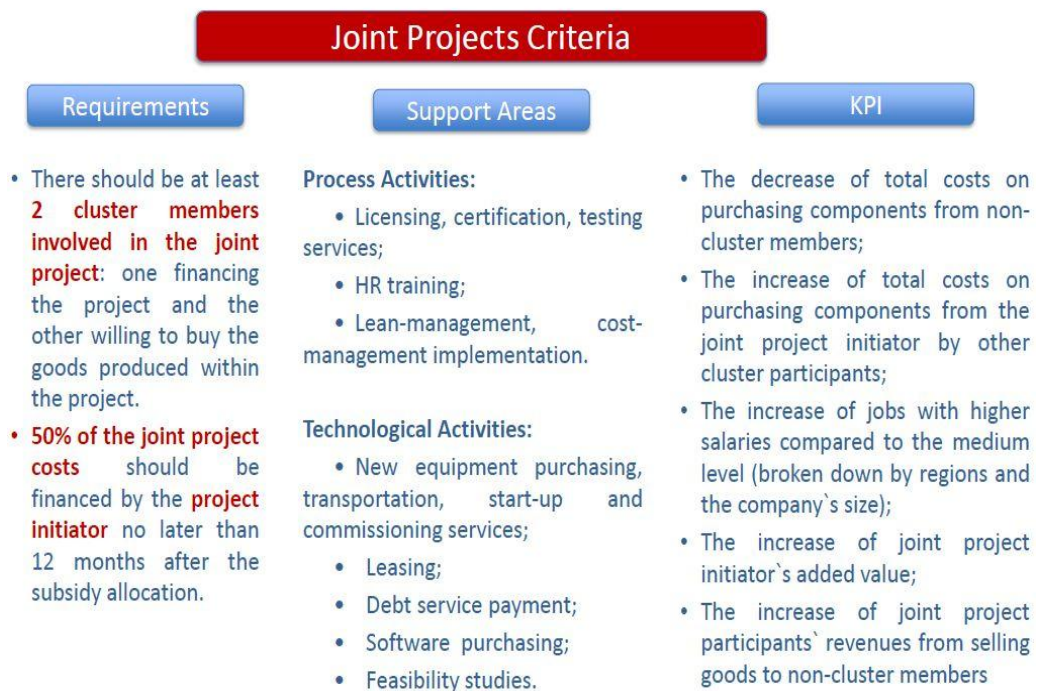 Joint Projects Criteria
Requirements
• There should be at least
2 cluster members
involved in the joint
project: one financing
the project and the
other willing to buy the
goods produced within
the project.
• 50% of the joint project
costs should be
financed by the project
initiator no later than
12 months after the
subsidy allocation.
Support Areas
Process Activities:
• Licensing, certification, testing
services;
• HR training;
• Lean-management, cost-
management implementation.
Technological Activities:
• New equipment purchasing,
transportation, start-up and
commissioning services;
• Leasing;
• Debt service payment;
• Software purchasing;
• Feasibility studies.
KPI
• The decrease of total costs on
purchasing components from non-
cluster members;
• The increase of total costs on
purchasing components from the
joint project initiator by other
cluster participants;
• The increase of jobs with higher
salaries compared to the medium
level (broken down by regions and
the company`s size);
• The increase of joint project
initiator`s added value;
• The increase of joint project
participants` revenues from selling
goods to non-cluster members